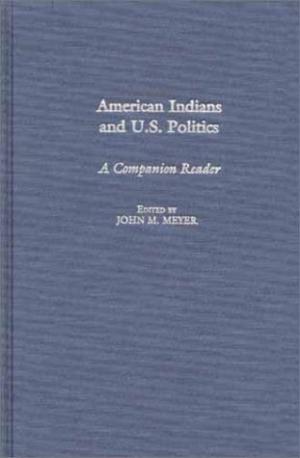 American Indians
and U.S. Politics
A Companion Reader
EDITED BY
JOHN M. MEYER